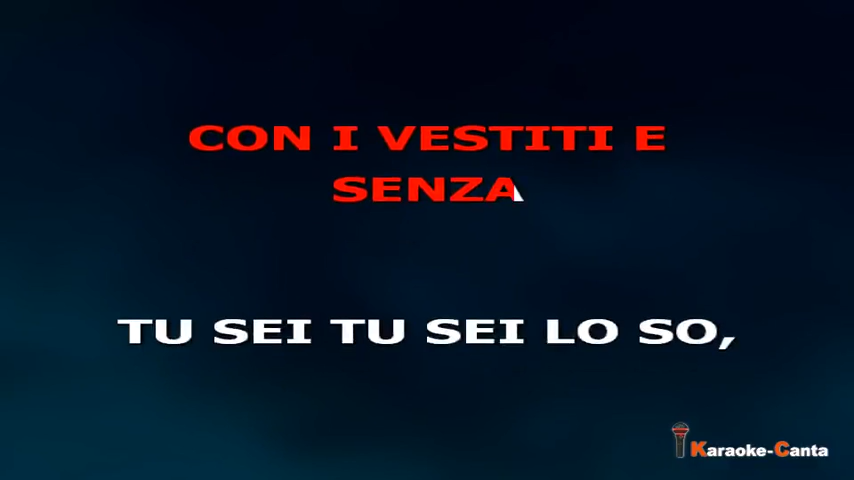 CON I VESTITI E
SENZA
TU SEI TU SEI LO SO,
Karaoke-Canta